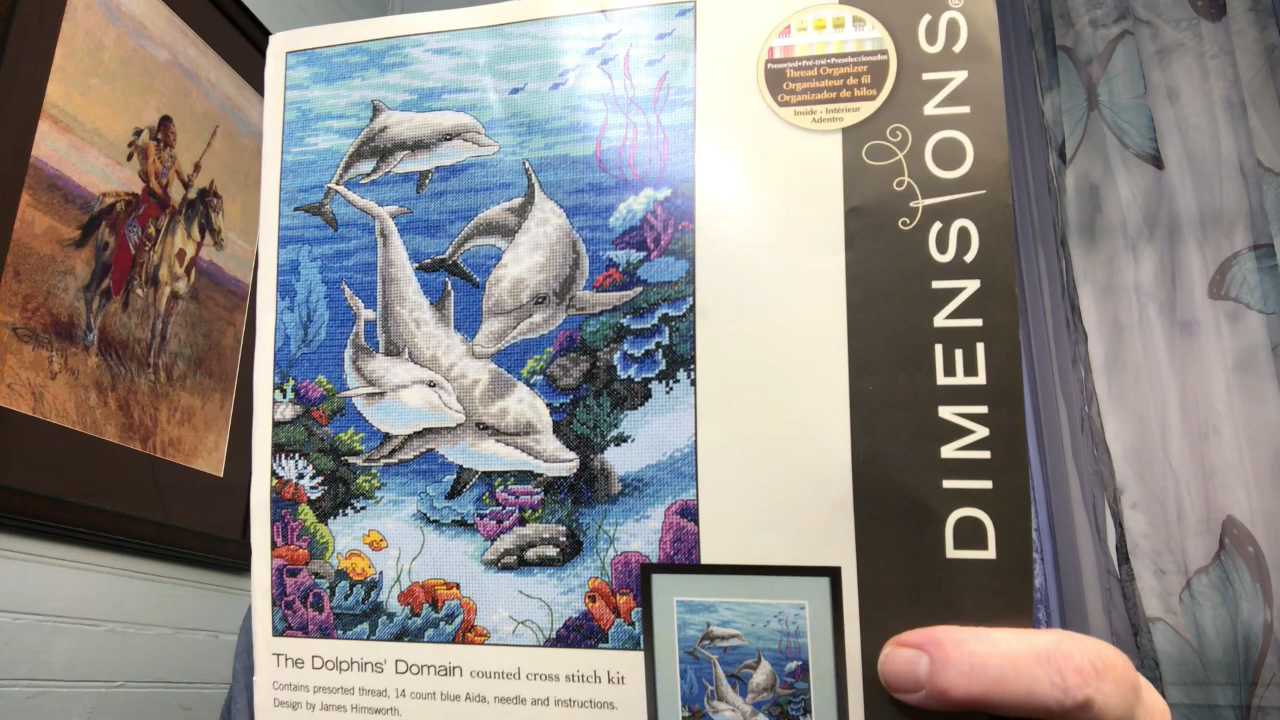 Presorted•Pré-trié•Preseleccionados
Thread Organizer
Organisateur de fil
Organizador de hilos
Inside - Intérieur
Adentro
DIMENSIONS®
The Dolphins' Domain counted cross stitch kit
Contains presorted thread, 14 count blue Aida, needle and instructions.
Design by James Himsworth.